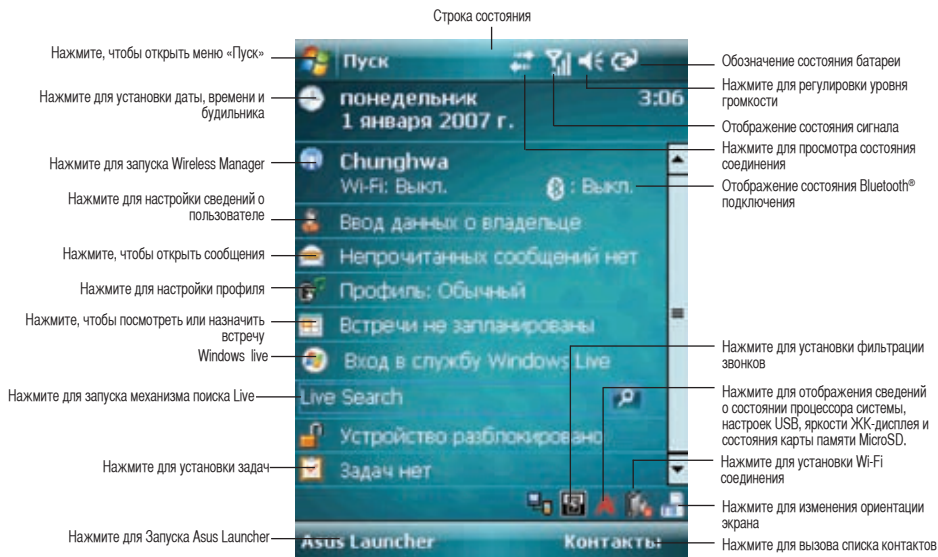 Строка состояния
Нажмите, чтобы открыть меню «Пуск»
Нажмите для установки даты, времени и
будильника
Нажмите для запуска Wireless Manager
Нажмите для настройки сведений о
пользователе
Нажмите, чтобы открыть сообщения
Нажмите для настройки профиля
Нажмите, чтобы посмотреть или назначить
встречу
Windows live
Нажмите для запуска механизма поиска Live
Нажмите для установки задач
Нажмите для Запуска Asus Launcher
Пуск
понедельник
3:06
1 января 2007 г.
Chunghwa
Wi-Fi: Выкл.
: Выкл.
Ввод данных о владельце
Непрочитанных сообщений нет
Профиль: Обычный
Встречи не запланированы
Вход в службу Windows Live
Live Search
Устройство разблокировано
Задач нет
Asus Launcher
Контакты
Обозначение состояния батареи
Нажмите для регулировки уровня
громкости
Отображение состояния сигнала
Нажмите для просмотра состояния
соединения
Отображение состояния Bluetooth®
подключения
Нажмите для установки фильтрации
звонков
Нажмите для отображения сведений
о состоянии процессора системы,
настроек USB, яркости ЖК-дисплея и
состояния карты памяти MicroSD.
Нажмите для установки Wi-Fi
соединения
Нажмите для изменения ориентации
экрана
Нажмите для вызова списка контактов